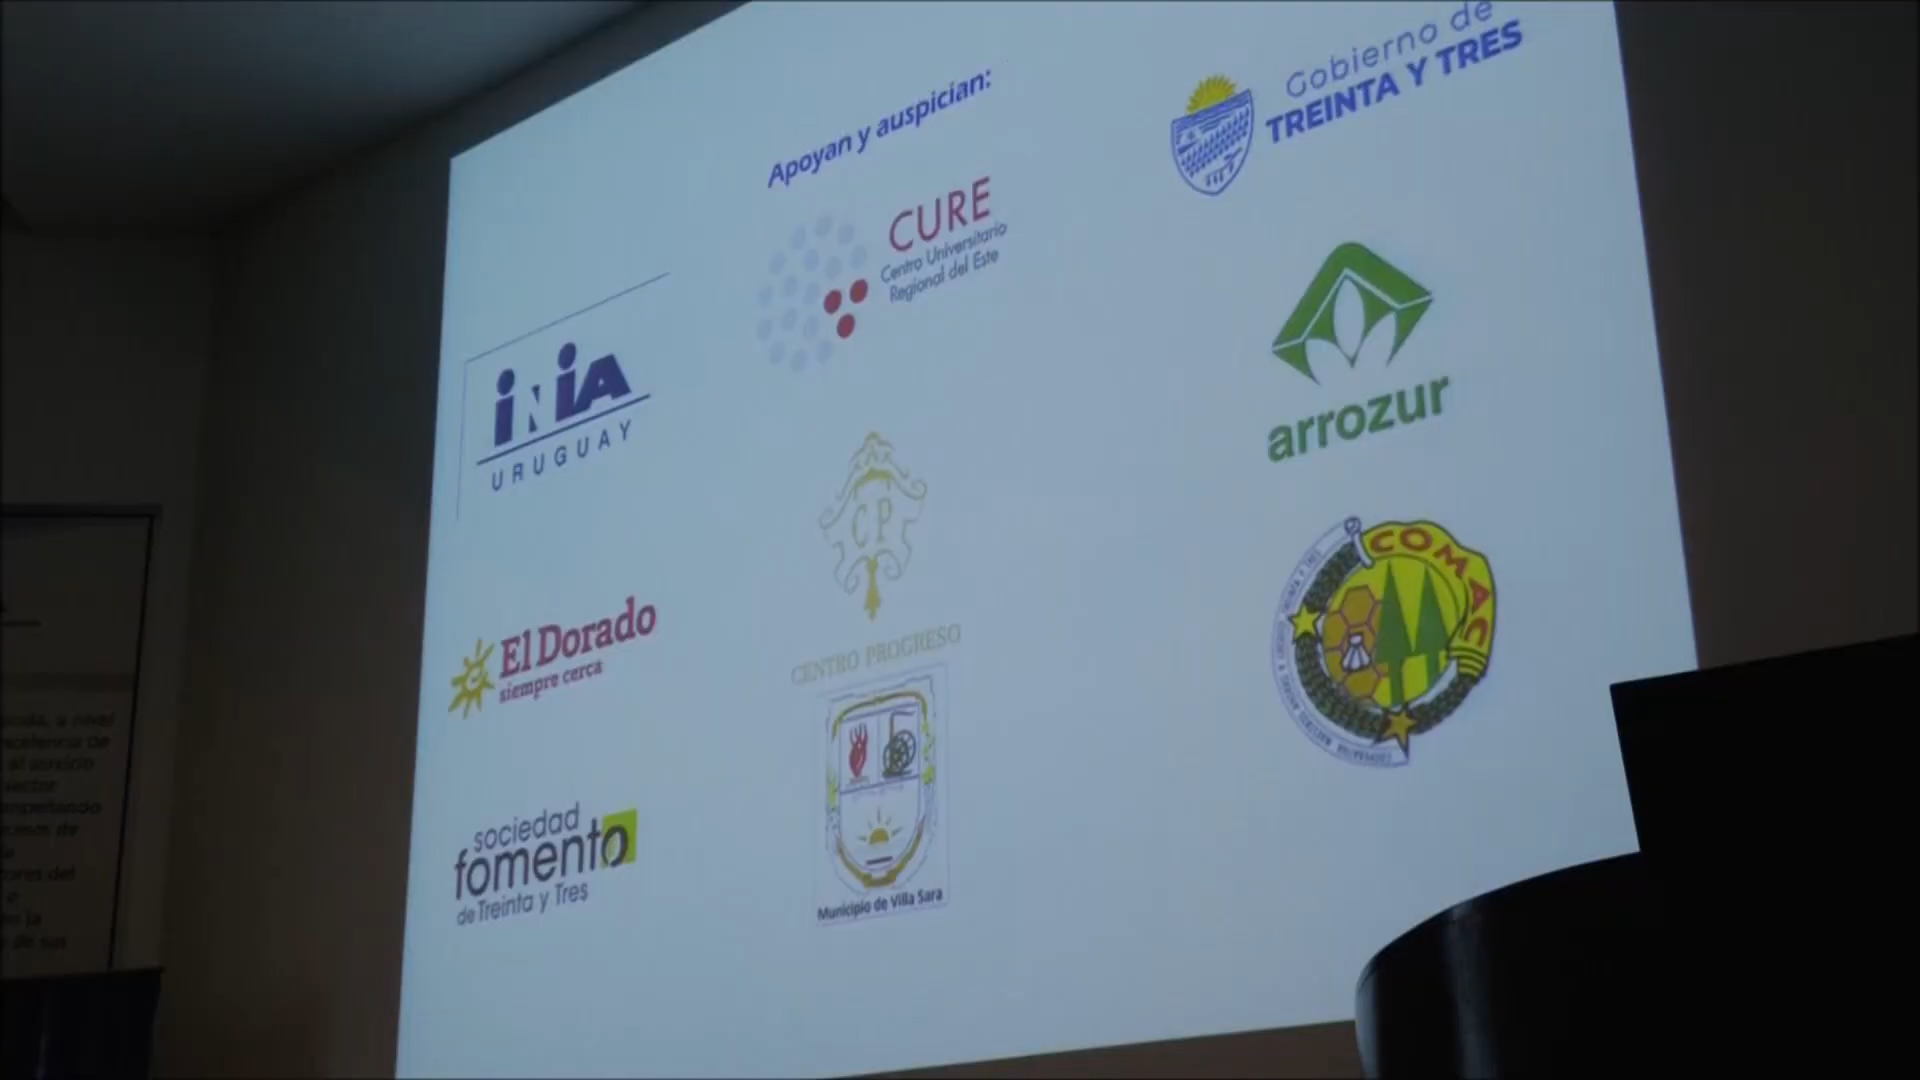 Apoyan y auspician:
Gobierno de
TREINTA Y TRES
CURE
Centro Universitario
Regional del Este
INIA
URUGUAY
arrozur
CP
CENTRO PROGRESO
COMAC
El Dorado
siempre cerca
sociedad
fomento
de Treinta y Tres
Municipio de Villa Sara